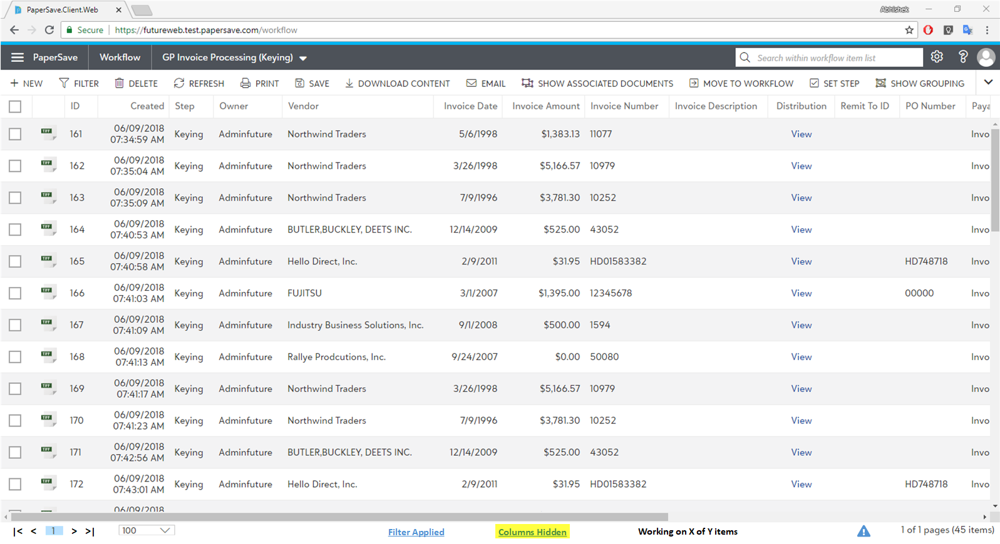 PaperSave.Client.Web
Abhishek
Secure https://futureweb.test.papersave.com/workflow
PaperSave Workflow GP Invoice Processing (Keying) Search within workflow item list
NEW FILTER DELETE REFRESH PRINT SAVE DOWNLOAD CONTENT EMAIL SHOW ASSOCIATED DOCUMENTS MOVE TO WORKFLOW SET STEP SHOW GROUPING
ID Created Step Owner Vendor Invoice Date Invoice Amount Invoice Number Invoice Description Distribution Remit To ID PO Number Paya
TIFF 161 06/09/2018 07:34:59 AM Keying Adminfuture Northwind Traders 5/6/1998 $1,383.13 11077 View Invo
TIFF 162 06/09/2018 07:35:04 AM Keying Adminfuture Northwind Traders 3/26/1998 $5,166.57 10979 View Invo
TIFF 163 06/09/2018 07:35:09 AM Keying Adminfuture Northwind Traders 7/9/1996 $3,781.30 10252 View Invo
TIFF 164 06/09/2018 07:40:53 AM Keying Adminfuture BUTLER,BUCKLEY, DEETS INC. 12/14/2009 $525.00 43052 View Invo
TIFF 165 06/09/2018 07:40:58 AM Keying Adminfuture Hello Direct, Inc. 2/9/2011 $31.95 HD01583382 View HD748718 Invo
TIFF 166 06/09/2018 07:41:03 AM Keying Adminfuture FUJITSU 3/1/2007 $1,395.00 12345678 View 00000 Invo
TIFF 167 06/09/2018 07:41:09 AM Keying Adminfuture Industry Business Solutions, Inc. 9/1/2008 $500.00 1594 View Invo
TIFF 168 06/09/2018 07:41:13 AM Keying Adminfuture Rallye Prodcutions, Inc. 9/24/2007 $0.00 50080 View Invo
TIFF 169 06/09/2018 07:41:17 AM Keying Adminfuture Northwind Traders 3/26/1998 $5,166.57 10979 View Invo
TIFF 170 06/09/2018 07:41:23 AM Keying Adminfuture Northwind Traders 7/9/1996 $3,781.30 10252 View Invo
TIFF 171 06/09/2018 07:42:56 AM Keying Adminfuture BUTLER,BUCKLEY, DEETS INC. 12/14/2009 $525.00 43052 View Invo
TIFF 172 06/09/2018 07:43:01 AM Keying Adminfuture Hello Direct, Inc. 2/9/2011 $31.95 HD01583382 View HD748718 Invo
06/09/2018
|< < 1 > >| 100 Filter Applied Columns Hidden Working on X of Y items 1 of 1 pages (45 items)